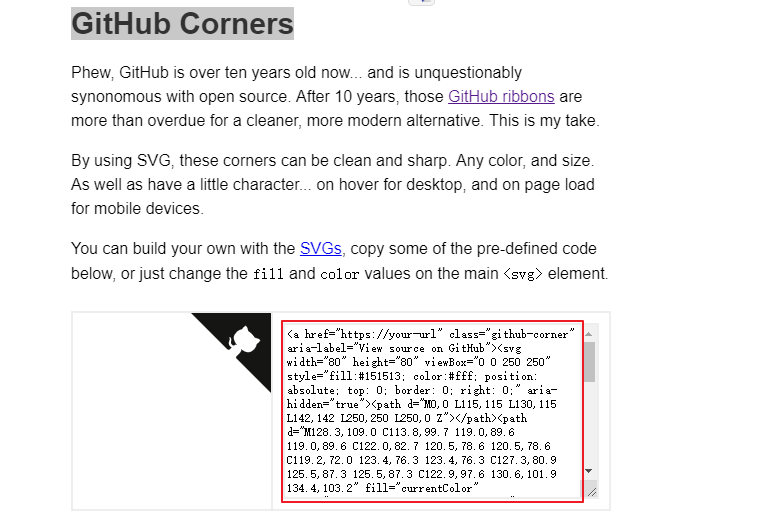 GitHub Corners
Phew, GitHub is over ten years old now... and is unquestionably
synonomous with open source. After 10 years, those GitHub ribbons are
more than overdue for a cleaner, more modern alternative. This is my take.
By using SVG, these corners can be clean and sharp. Any color, and size.
As well as have a little character... on hover for desktop, and on page load
for mobile devices.
You can build your own with the SVGs, copy some of the pre-defined code
below, or just change the fill and color values on the main <svg> element.
<a href="https://your-url" class="github-corner"
aria-label="View source on GitHub"><svg
width="80" height="80" viewBox="0 0 250 250"
style="fill:#151513; color:#fff; position:
absolute; top: 0; border: 0; right: 0;" aria-
hidden="true"><path d="M0,0 L115,115 L130,115
L142,142 L250,250 L250,0 Z"></path><path
d="M128.3,109.0 C113.8,99.7 119.0,89.6
119.0,89.6 C122.0,82.7 120.5,78.6 120.5,78.6
C119.2,72.0 123.4,76.3 123.4,76.3 C127.3,80.9
125.5,87.3 125.5,87.3 C122.9,97.6 130.6,101.9
134.4,103.2" fill="currentColor"